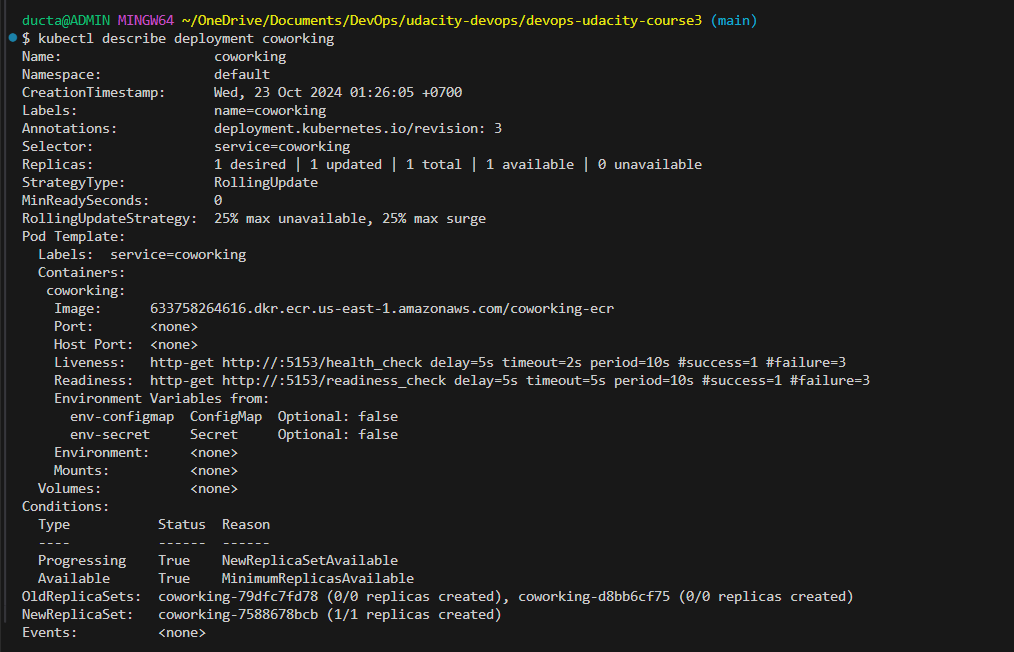 ducta@ADMIN MINGW64 ~/OneDrive/Documents/DevOps/udacity-devops/devops-udacity-course3 (main)
$ kubectl describe deployment coworking
Name:                   coworking
Namespace:              default
CreationTimestamp:      Wed, 23 Oct 2024 01:26:05 +0700
Labels:                 name=coworking
Annotations:            deployment.kubernetes.io/revision: 3
Selector:               service=coworking
Replicas:               1 desired | 1 updated | 1 total | 1 available | 0 unavailable
StrategyType:           RollingUpdate
MinReadySeconds:        0
RollingUpdateStrategy:  25% max unavailable, 25% max surge
Pod Template:
  Labels:  service=coworking
  Containers:
   coworking:
    Image:      633758264616.dkr.ecr.us-east-1.amazonaws.com/coworking-ecr
    Port:       <none>
    Host Port:  <none>
    Liveness:   http-get http://:5153/health_check delay=5s timeout=2s period=10s #success=1 #failure=3
    Readiness:  http-get http://:5153/readiness_check delay=5s timeout=5s period=10s #success=1 #failure=3
    Environment Variables from:
      env-configmap  ConfigMap  Optional: false
      env-secret     Secret     Optional: false
    Environment:     <none>
    Mounts:          <none>
  Volumes:           <none>
Conditions:
  Type           Status  Reason
  ----           ------  ------
  Progressing    True    NewReplicaSetAvailable
  Available      True    MinimumReplicasAvailable
OldReplicaSets:  coworking-79dfc7fd78 (0/0 replicas created), coworking-d8bb6cf75 (0/0 replicas created)
NewReplicaSet:   coworking-7588678bcb (1/1 replicas created)
Events:          <none>